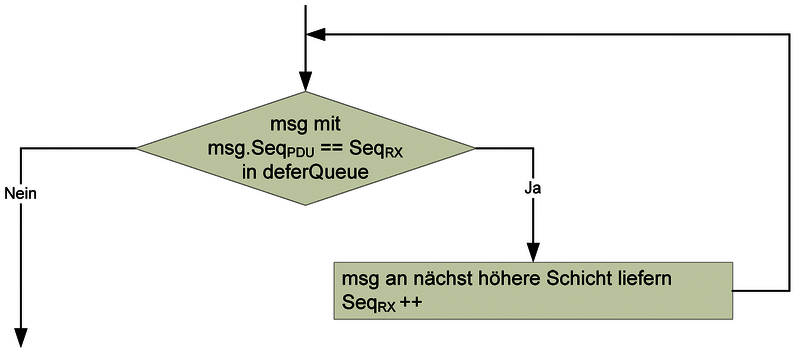 msg mit
msg.SeqPDU == SeqRX
in deferQueue
Nein
Ja
msg an nächst höhere Schicht liefern
SeqRX ++